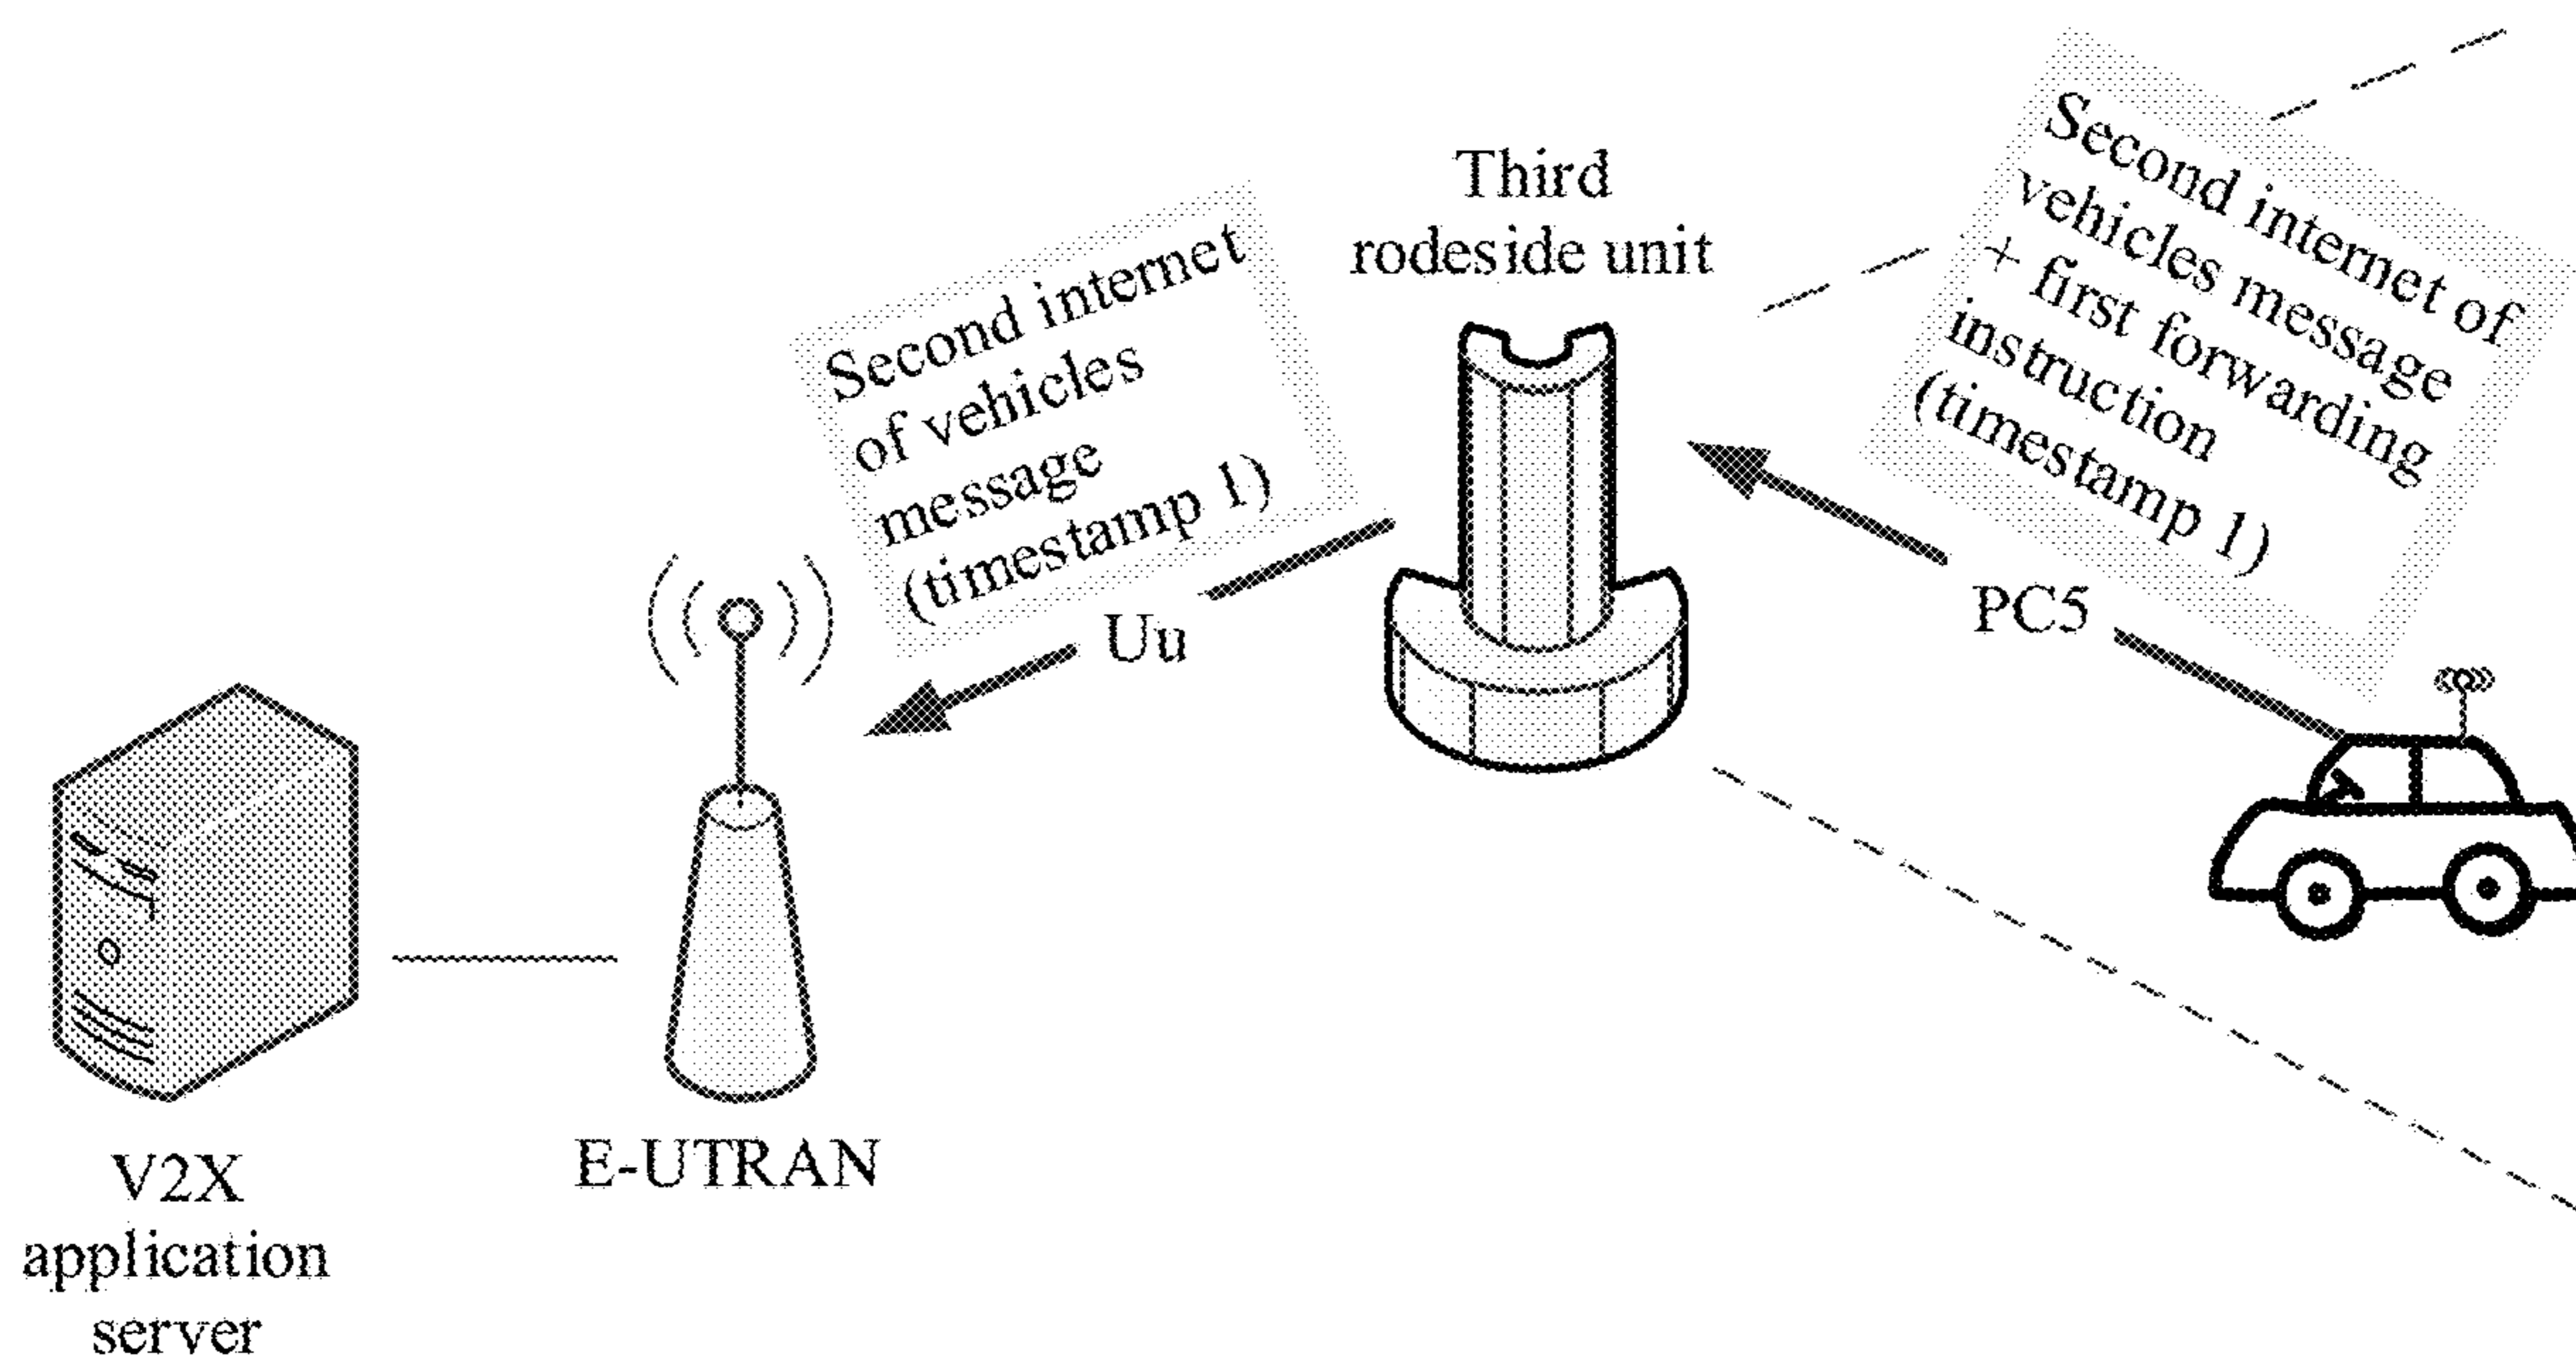 Third
rodeside unit
Second internet
of vehicles
message
(timestamp 1)
Second internet of
vehicles message
+ first forwarding
instruction
(timestamp 1)
Uu
PC5
E-UTRAN
V2X
application
server